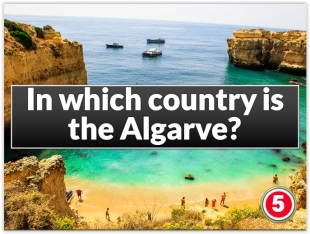 In which country is
the Algarve?
5